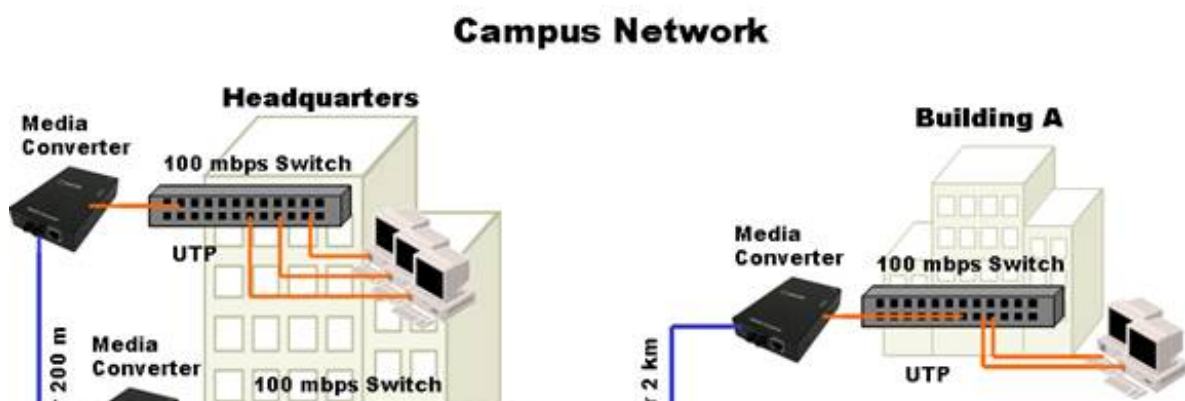 Campus Network
Headquarters
Building A
Media
Converter
100 mbps Switch
UTP
Media
Converter
100 mbps Switch
UTP
200 m
Media
Converter
100 mbps Switch
2 km